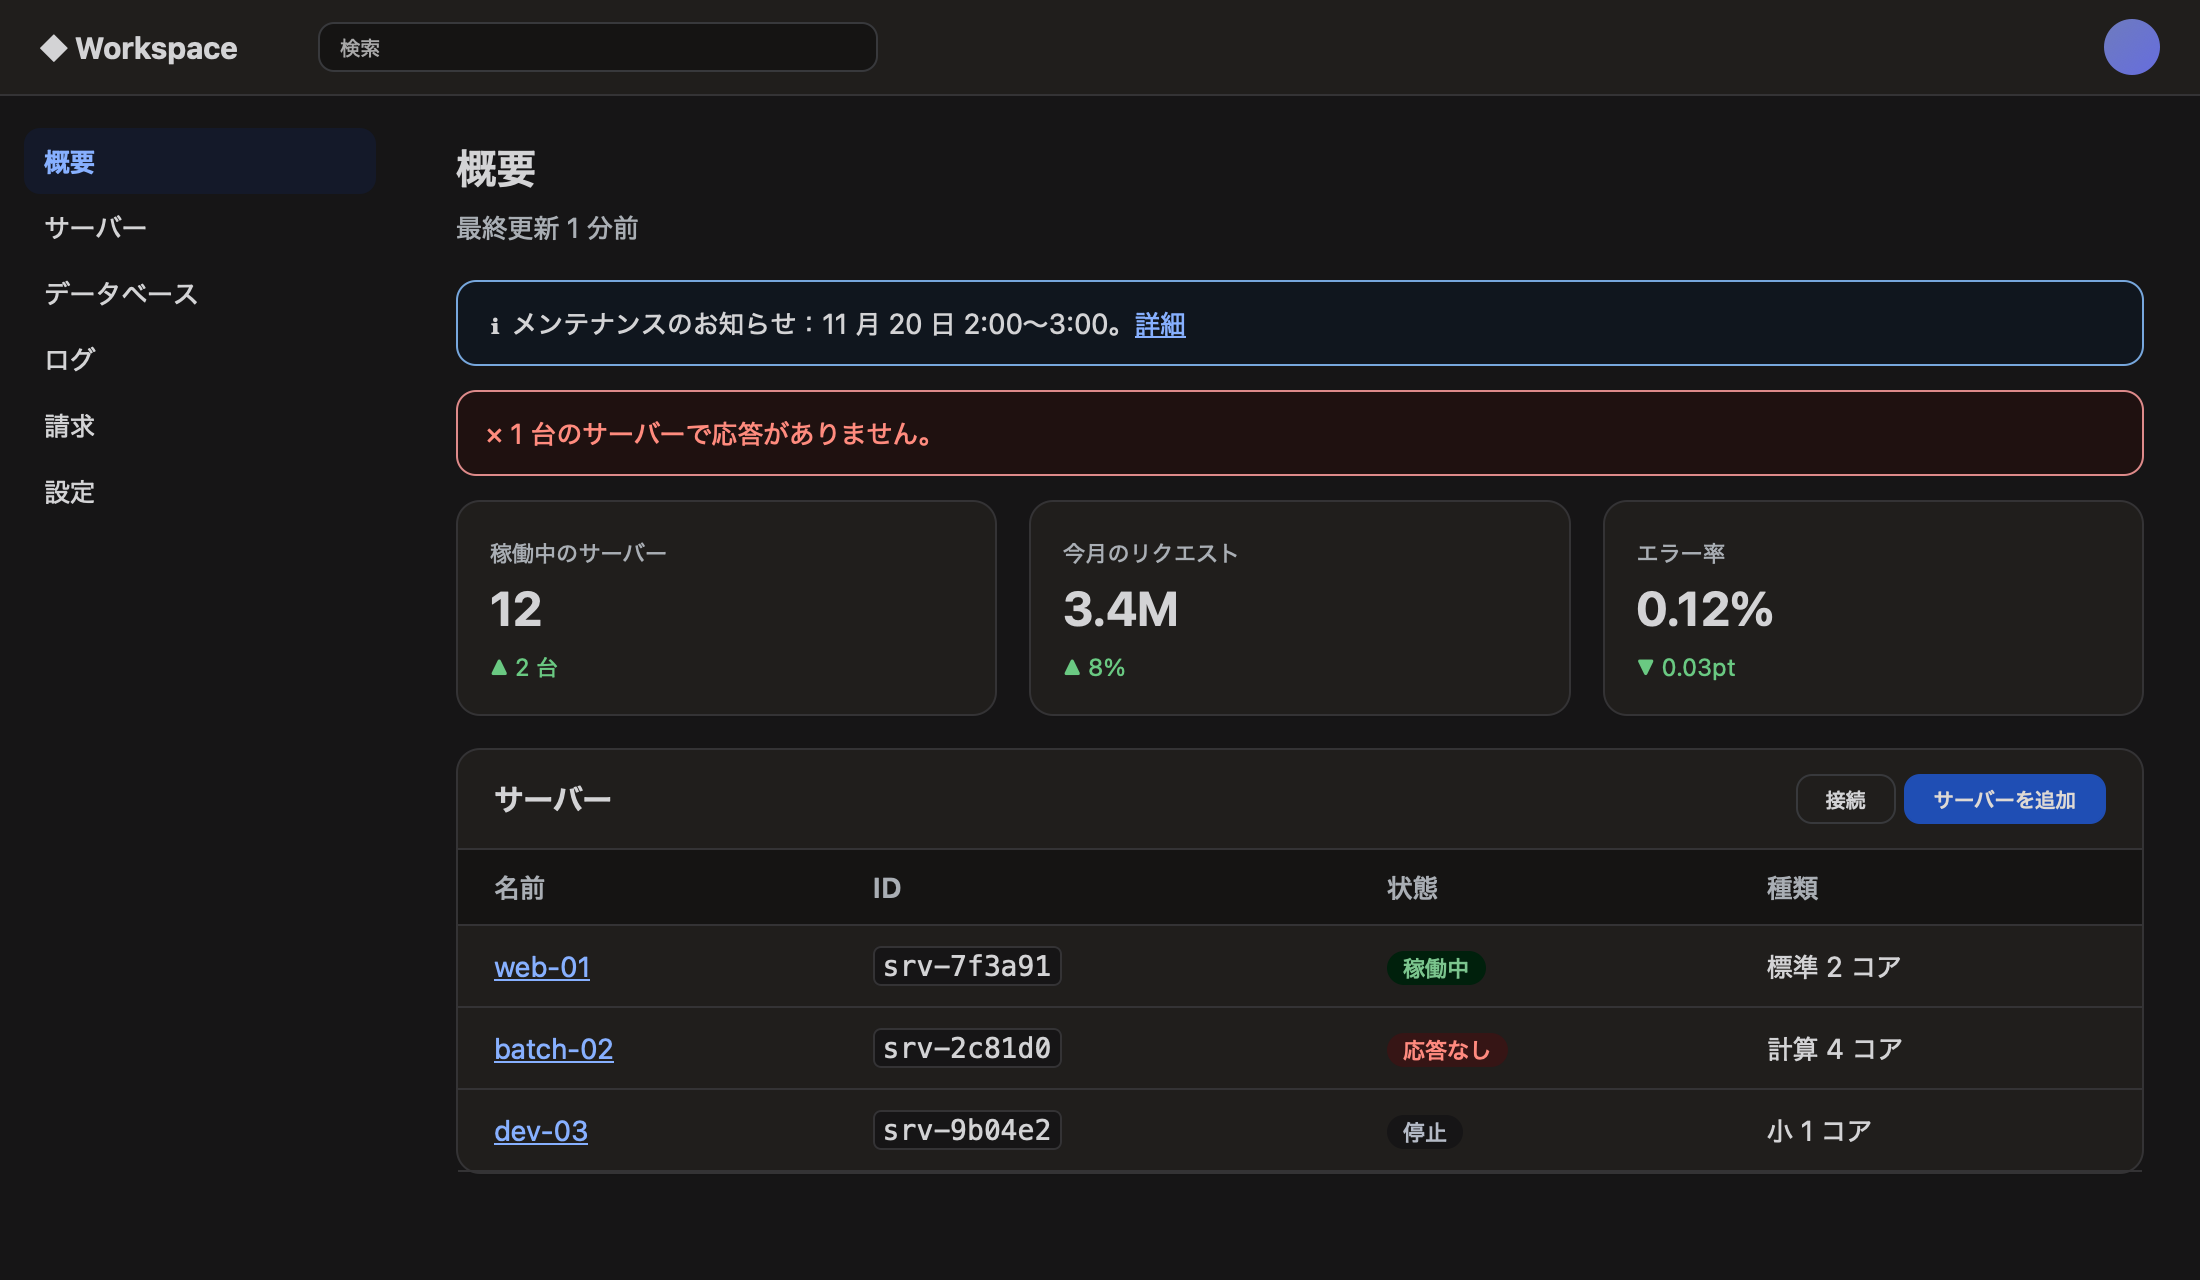 ◆ Workspace
検索
概要
サーバー
データベース
ログ
請求
設定
概要
最終更新 1 分前
ℹ メンテナンスのお知らせ：11 月 20 日 2:00〜3:00。詳細
× 1 台のサーバーで応答がありません。
稼働中のサーバー
12
▲ 2 台
今月のリクエスト
3.4M
▲ 8%
エラー率
0.12%
▼ 0.03pt
サーバー
接続
サーバーを追加
名前 ID 状態 種類
web-01 srv-7f3a91 稼働中 標準 2 コア
batch-02 srv-2c81d0 応答なし 計算 4 コア
dev-03 srv-9b04e2 停止 小 1 コア